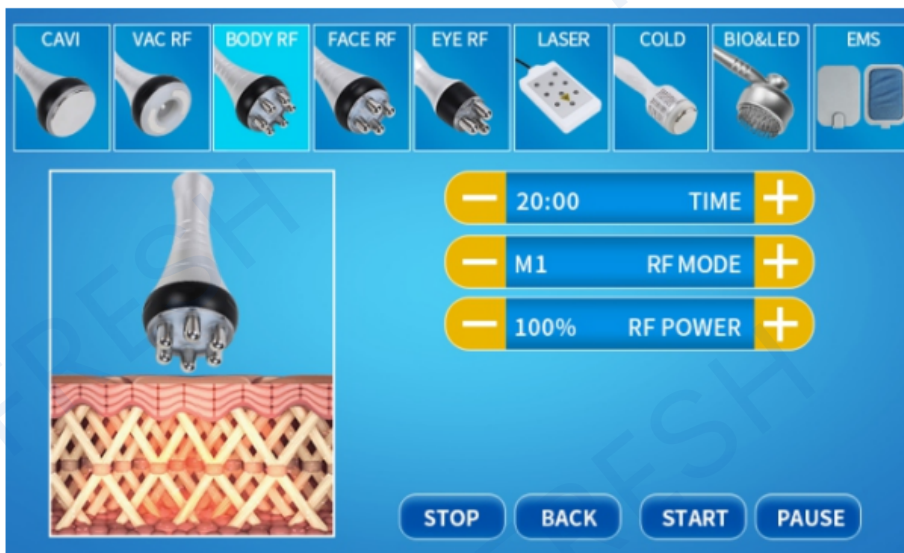 CAVI
VAC RF
BODY RF
FACE RF
EYE RF
LASER
COLD
BIO&LED
EMS
20:00 TIME
M1 RF MODE
100% RF POWER
STOP BACK START PAUSE